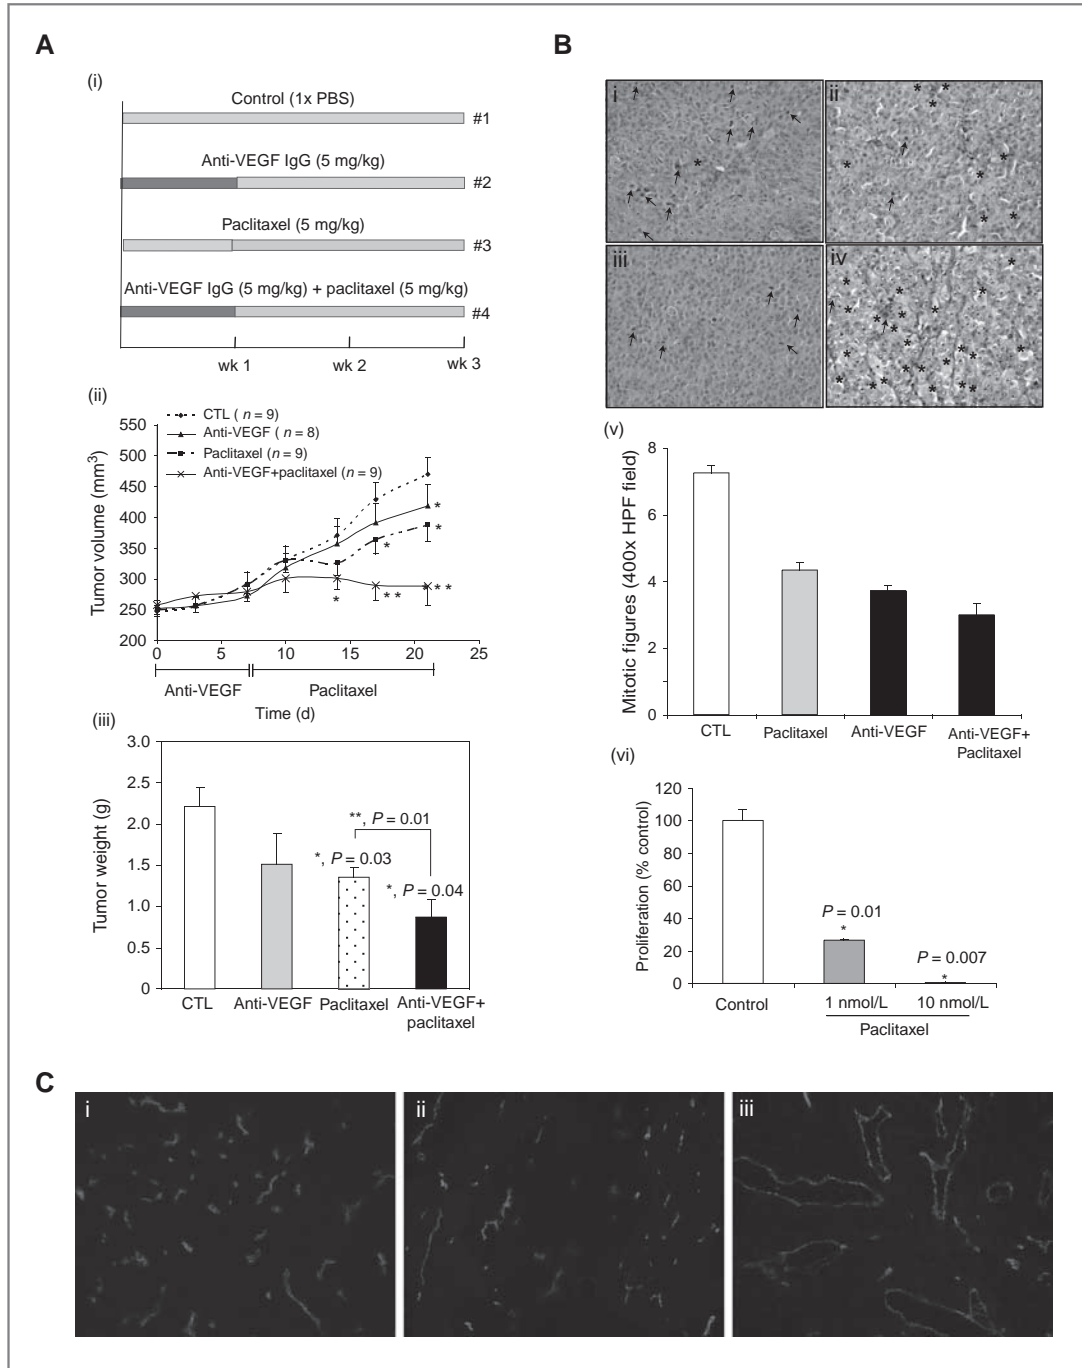 A
(i)
Control (1x PBS)
#1
Anti-VEGF IgG (5 mg/kg)
#2
Paclitaxel (5 mg/kg)
#3
Anti-VEGF IgG (5 mg/kg) + paclitaxel (5 mg/kg)
#4
wk 1 wk 2 wk 3
(ii)
CTL ( n = 9)
Anti-VEGF ( n = 8)
Paclitaxel (n = 9)
Anti-VEGF+paclitaxel (n = 9)
Tumor volume (mm3)
550
500
450
400
350
300
250
200
*
*
*
*
**
**
0 5 10 15 20 25
Anti-VEGF Paclitaxel
Time (d)
(iii)
Tumor weight (g)
3.0
2.5
2.0
1.5
1.0
0.5
0
**, P = 0.01
*, P = 0.03
*, P = 0.04
CTL Anti-VEGF Paclitaxel Anti-VEGF+
paclitaxel
B
i
ii
iii
iv
(v)
Mitotic figures (400x HPF field)
8
6
4
2
0
CTL Paclitaxel Anti-VEGF Anti-VEGF+
Paclitaxel
(vi)
Proliferation (% control)
120
100
80
60
40
20
0
P = 0.01
*
P = 0.007
*
Control 1 nmol/L 10 nmol/L
Paclitaxel
C
i
ii
iii